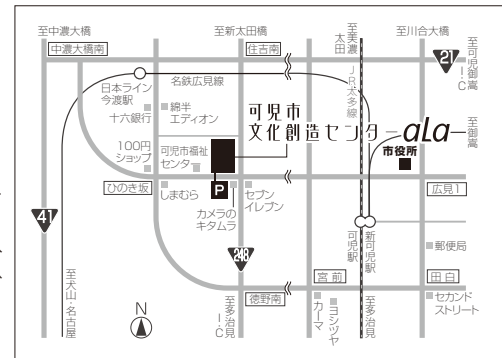 至中濃大橋
至新太田橋
至美濃太田
至川合大橋
中濃大橋南
住吉南
21
至可児御嵩I・C
名鉄広見線
JR太多線
日本ライン今渡駅
綿半
エディオン
十六銀行
可児市
文化創造センター aLa
至御嵩
100円
ショップ
可児市福祉
センター
市役所
ひのき坂
しまむら
P
セブン
イレブン
広見1
カメラの
キタムラ
41
248
可児駅
新可児駅
郵便局
至犬山・名古屋
N
宮前
田白
徳野南
至多治見I・C
カーマ
ヨシヅヤ
至多治見
セカンド
ストリート